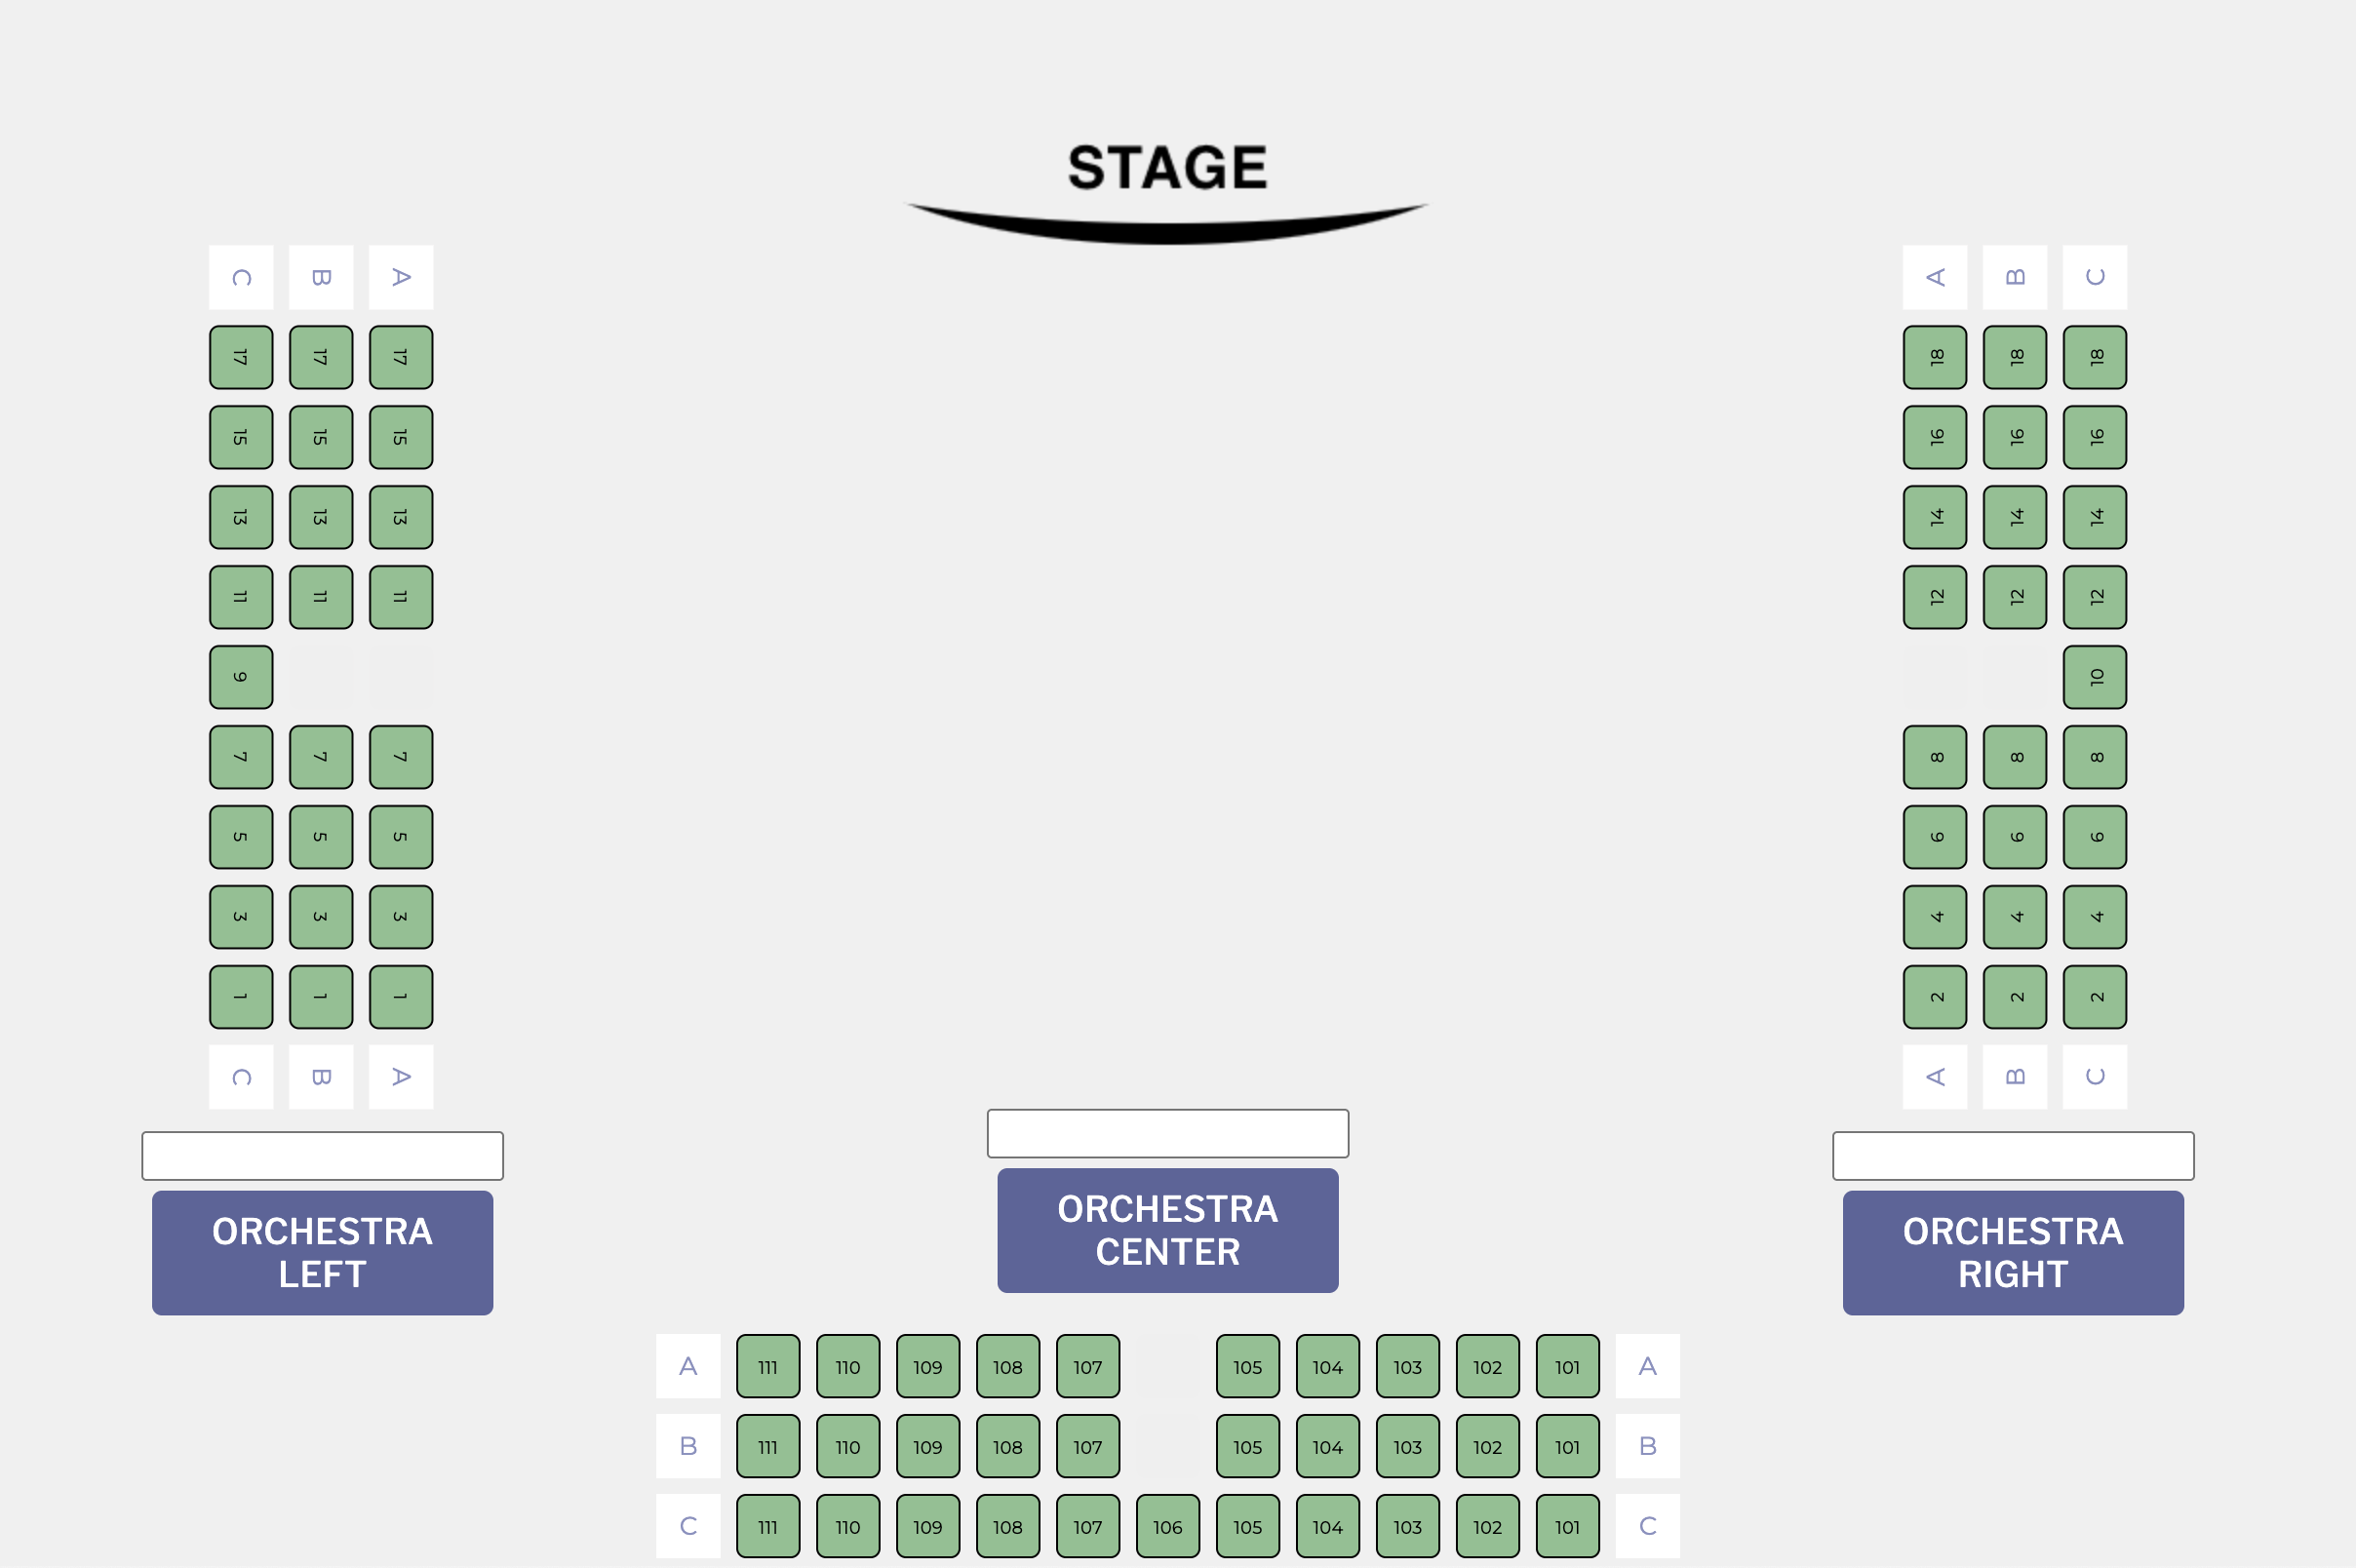 STAGE
C B A A B C
17 17 17 18 18 18
15 15 15 16 16 16
13 13 13 14 14 14
11 11 11 12 12 12
9 10
7 7 7 8 8 8
5 5 5 6 6 6
3 3 3 4 4 4
1 1 1 2 2 2
C B A A B C
ORCHESTRA
LEFT
ORCHESTRA
CENTER
ORCHESTRA
RIGHT
A 111 110 109 108 107 105 104 103 102 101 A
B 111 110 109 108 107 105 104 103 102 101 B
C 111 110 109 108 107 106 105 104 103 102 101 C